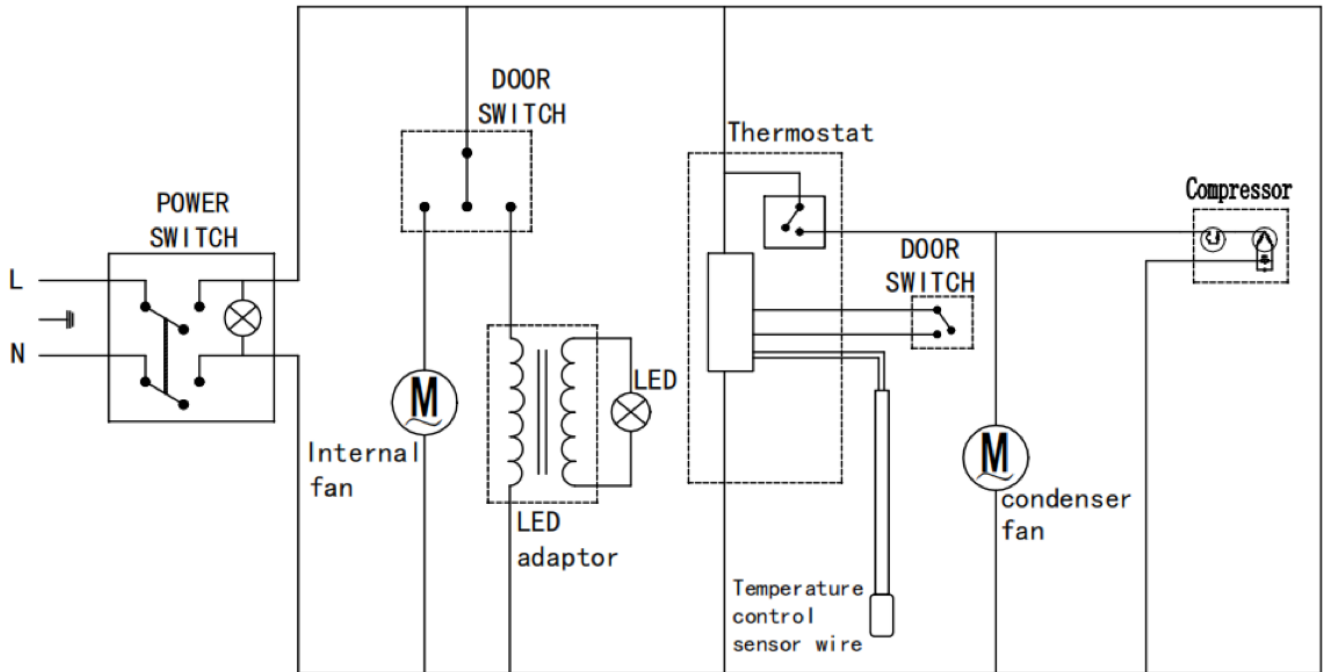 DOOR
SWITCH
Thermostat
POWER
SWITCH
Compressor
DOOR
SWITCH
L
N
M
LED
Internal
fan
M
LED
adaptor
condenser
fan
Temperature
control
sensor wire